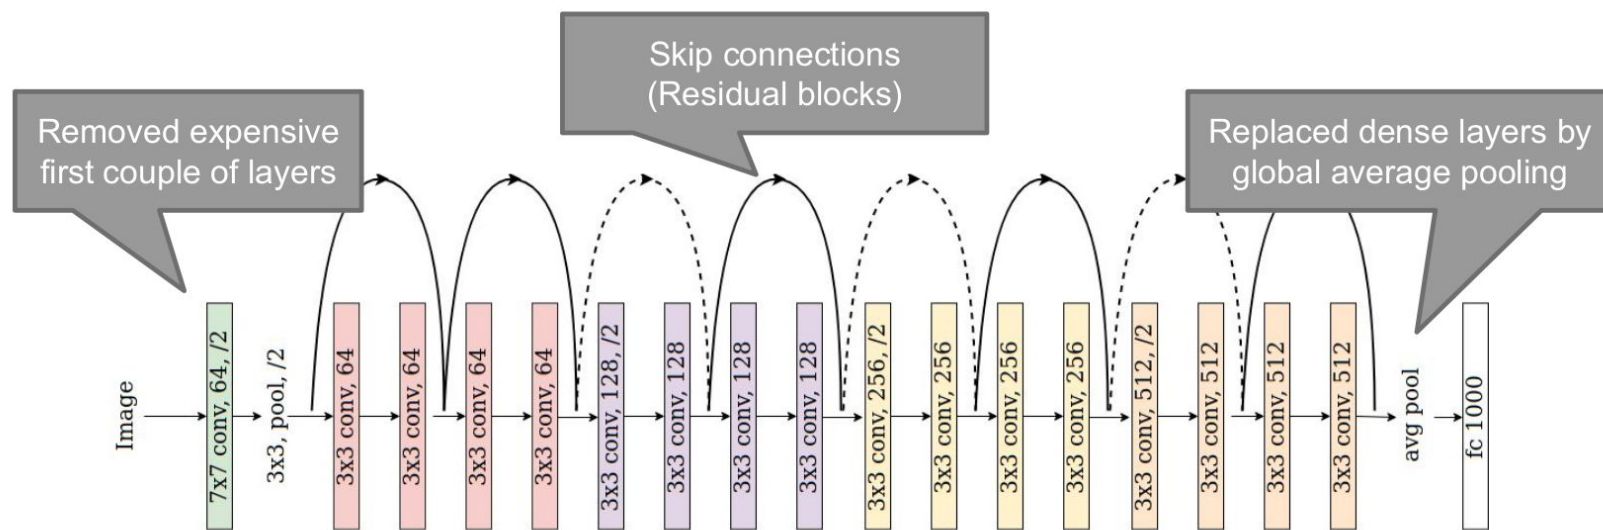 Skip connections
(Residual blocks)
Removed expensive
first couple of layers
Replaced dense layers by
global average pooling
Image
7x7 conv, 64, /2
3x3, pool, /2
3x3 conv, 64
3x3 conv, 64
3x3 conv, 64
3x3 conv, 64
3x3 conv, 128, /2
3x3 conv, 128
3x3 conv, 128
3x3 conv, 128
3x3 conv, 256, /2
3x3 conv, 256
3x3 conv, 256
3x3 conv, 256
3x3 conv, 512, /2
3x3 conv, 512
3x3 conv, 512
3x3 conv, 512
avg pool
fc 1000